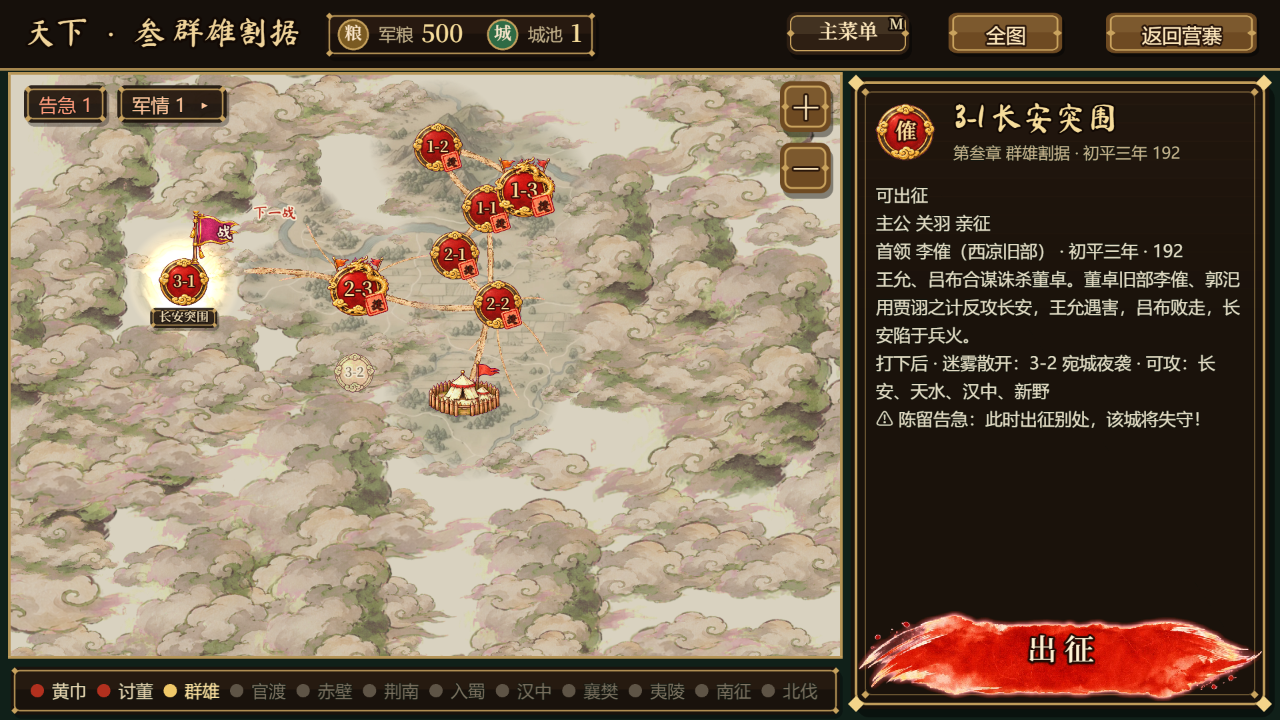 天下 · 叁 群雄割据
粮 军粮 500 城 城池 1
主菜单 M
全图
返回营寨
告急 1
军情 1 ▸
1-2
1-3
1-1
下一战
战
2-1
3-1
2-3
2-2
长安突围
3-2
催 3-1 长安突围
第叁章 群雄割据 · 初平三年 192
可出征
主公 关羽 亲征
首领 李傕（西凉旧部） · 初平三年 · 192
王允、吕布合谋诛杀董卓。董卓旧部李傕、郭汜
用贾诩之计反攻长安，王允遇害，吕布败走，长
安陷于兵火。
打下后 · 迷雾散开：3-2 宛城夜袭 · 可攻：长
安、天水、汉中、新野
⚠ 陈留告急：此时出征别处，该城将失守！
出征
黄巾 讨董 群雄 官渡 赤壁 荆南 入蜀 汉中 襄樊 夷陵 南征 北伐